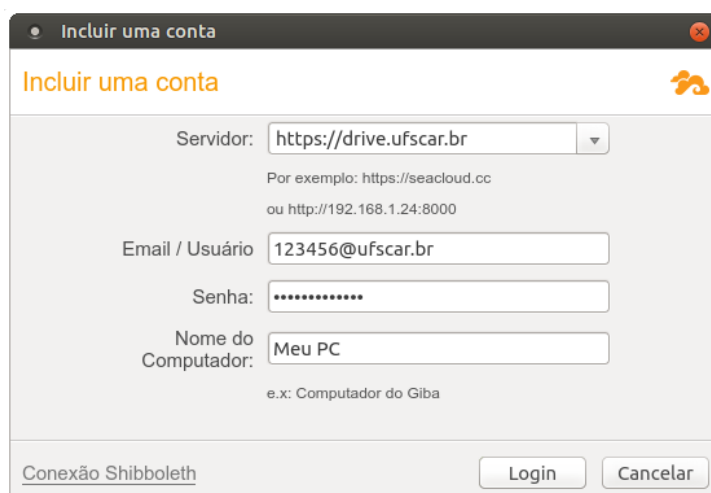 Incluir uma conta
Incluir uma conta
Servidor: https://drive.ufscar.br
Por exemplo: https://seacloud.cc
ou http://192.168.1.24:8000
Email / Usuário 123456@ufscar.br
Senha: •••••••••••••
Nome do
Computador: Meu PC
e.x: Computador do Giba
Conexão Shibboleth Login Cancelar